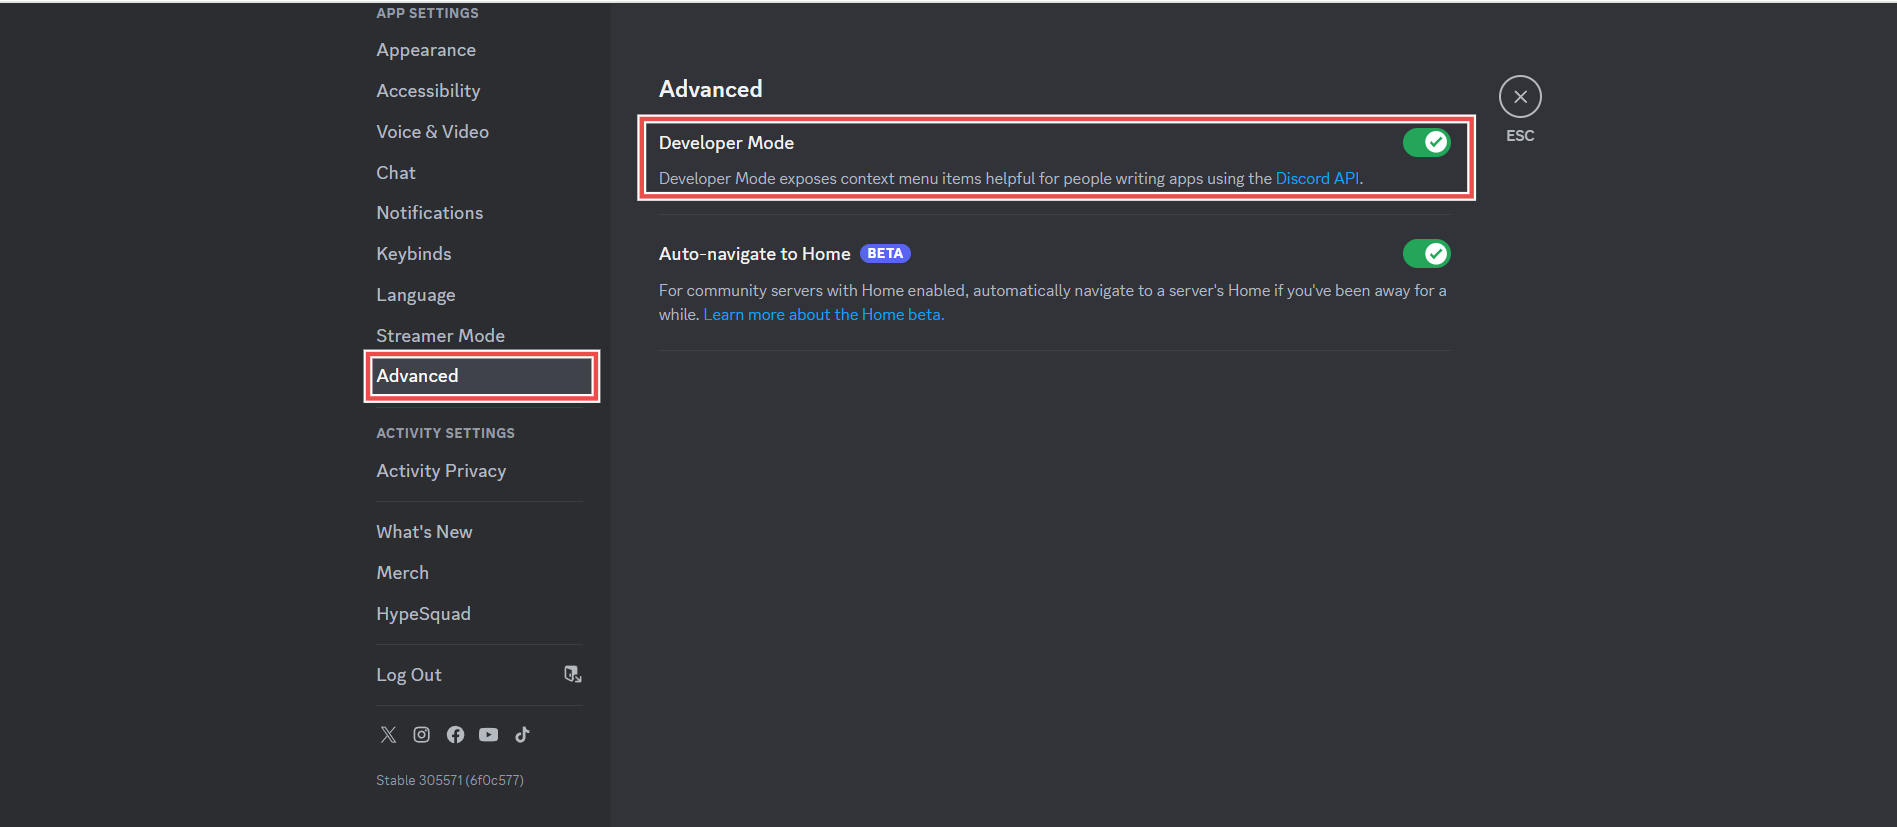 APP SETTINGS
Appearance
Accessibility
Voice & Video
Chat
Notifications
Keybinds
Language
Streamer Mode
Advanced
ACTIVITY SETTINGS
Activity Privacy
What's New
Merch
HypeSquad
Log Out
Stable 305571 (6f0c577)
Advanced
Developer Mode
Developer Mode exposes context menu items helpful for people writing apps using the Discord API.
Auto-navigate to Home BETA
For community servers with Home enabled, automatically navigate to a server's Home if you've been away for a
while. Learn more about the Home beta.
ESC